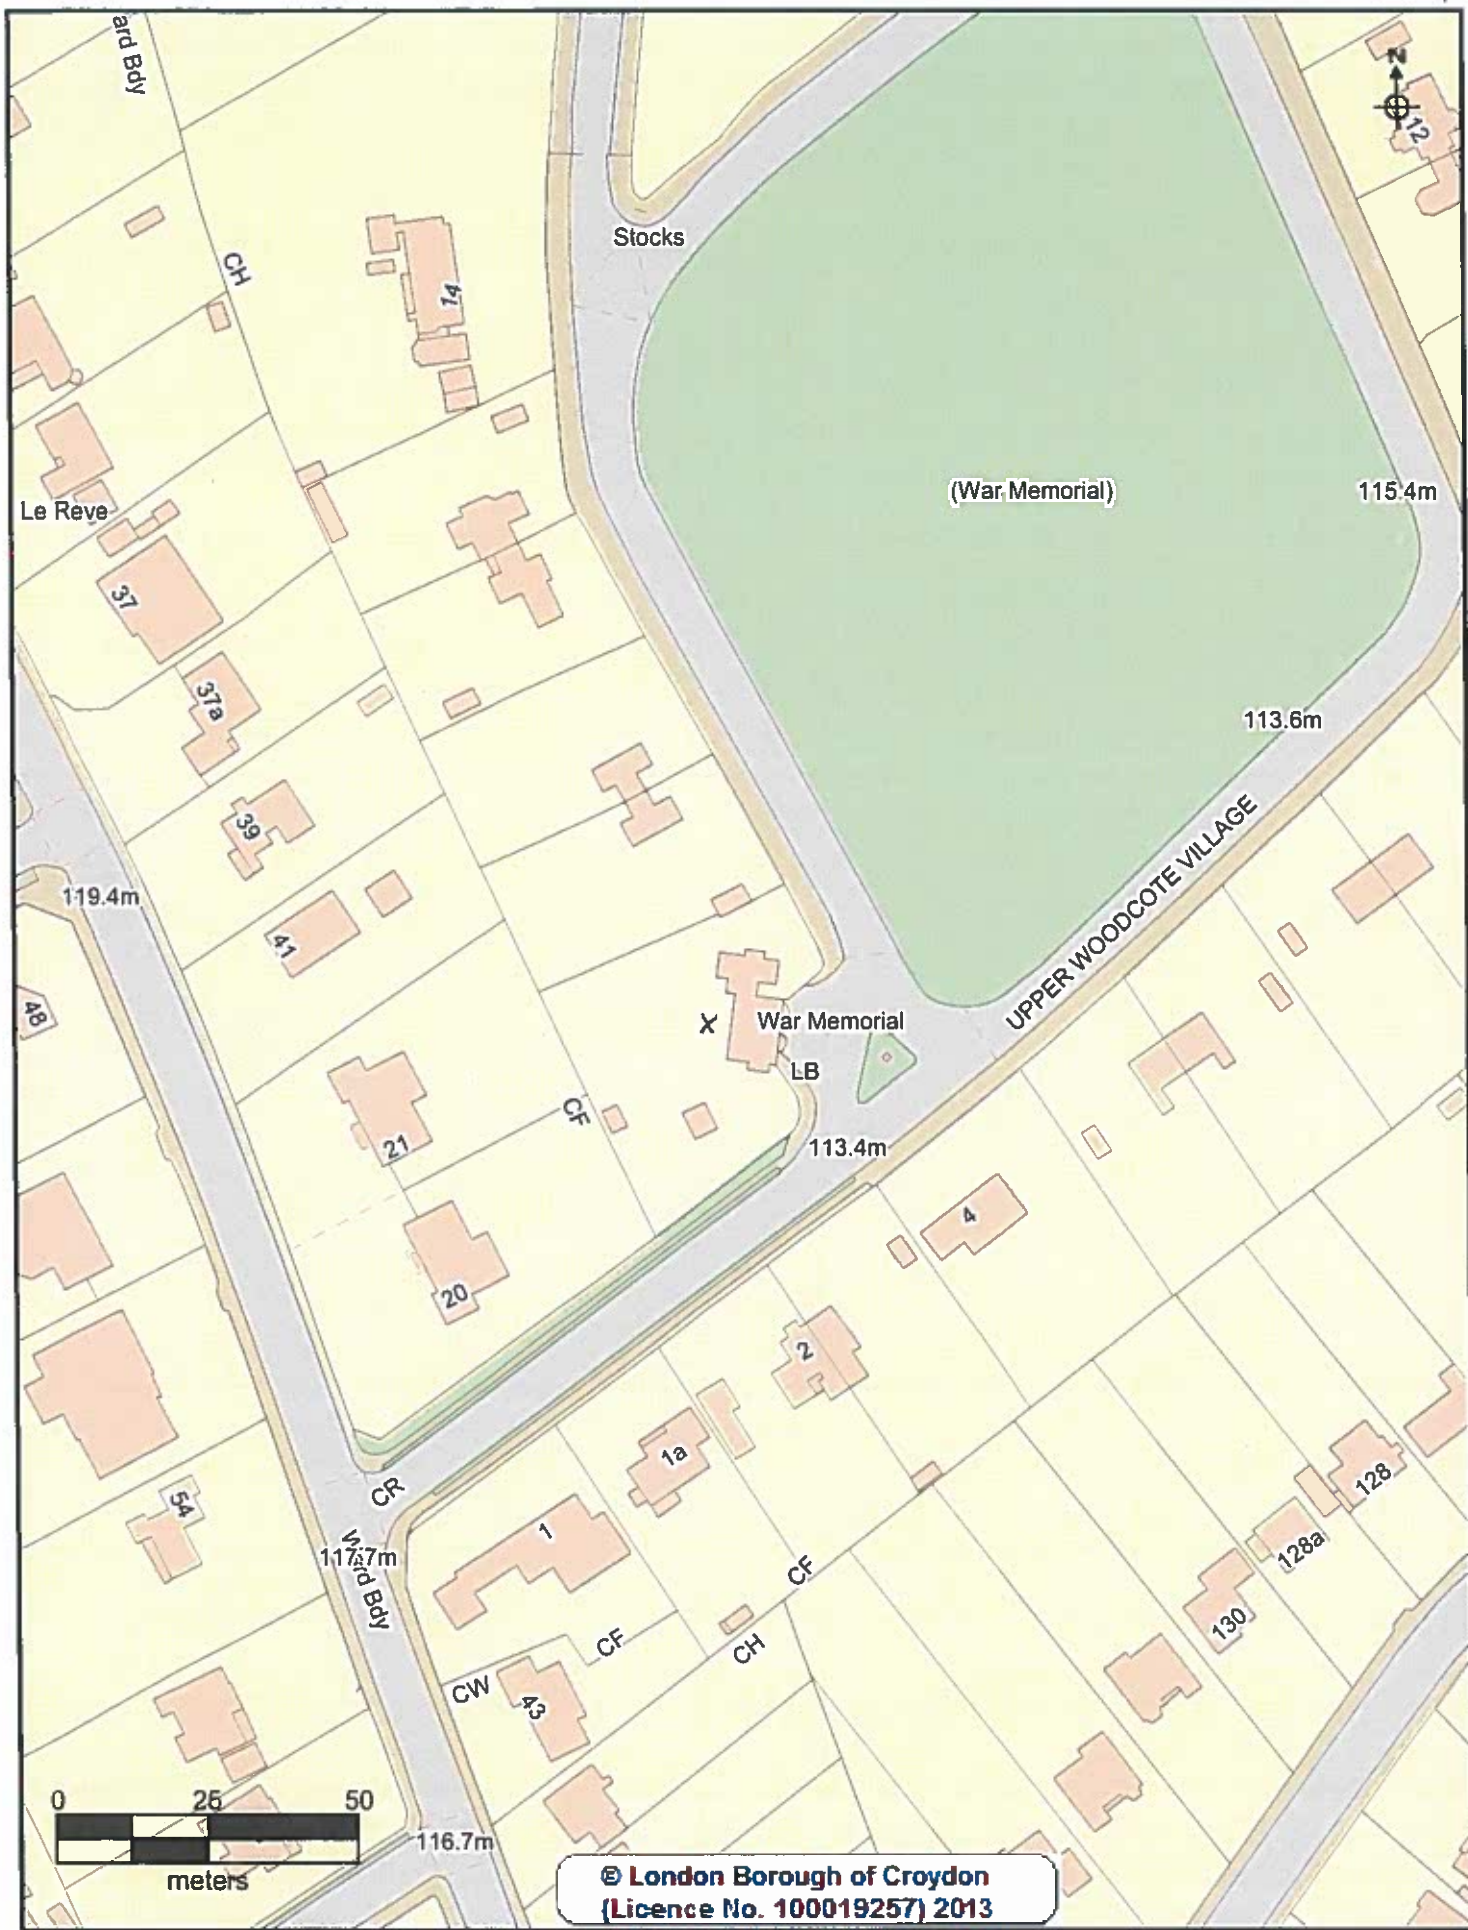 ard Bdy
N
12
Stocks
CH
14
(War Memorial)
115.4m
Le Reve
37
37a
113.6m
39
UPPER WOODCOTE VILLAGE
119.4m
41
48
X
War Memorial
LB
CF
21
113.4m
4
20
2
1a
128
CR
54
1
128a
117.7m
Ward Bdy
CF
130
CF
CH
CW
43
0 25 50
meters
116.7m
© London Borough of Croydon
(Licence No. 100019257) 2013